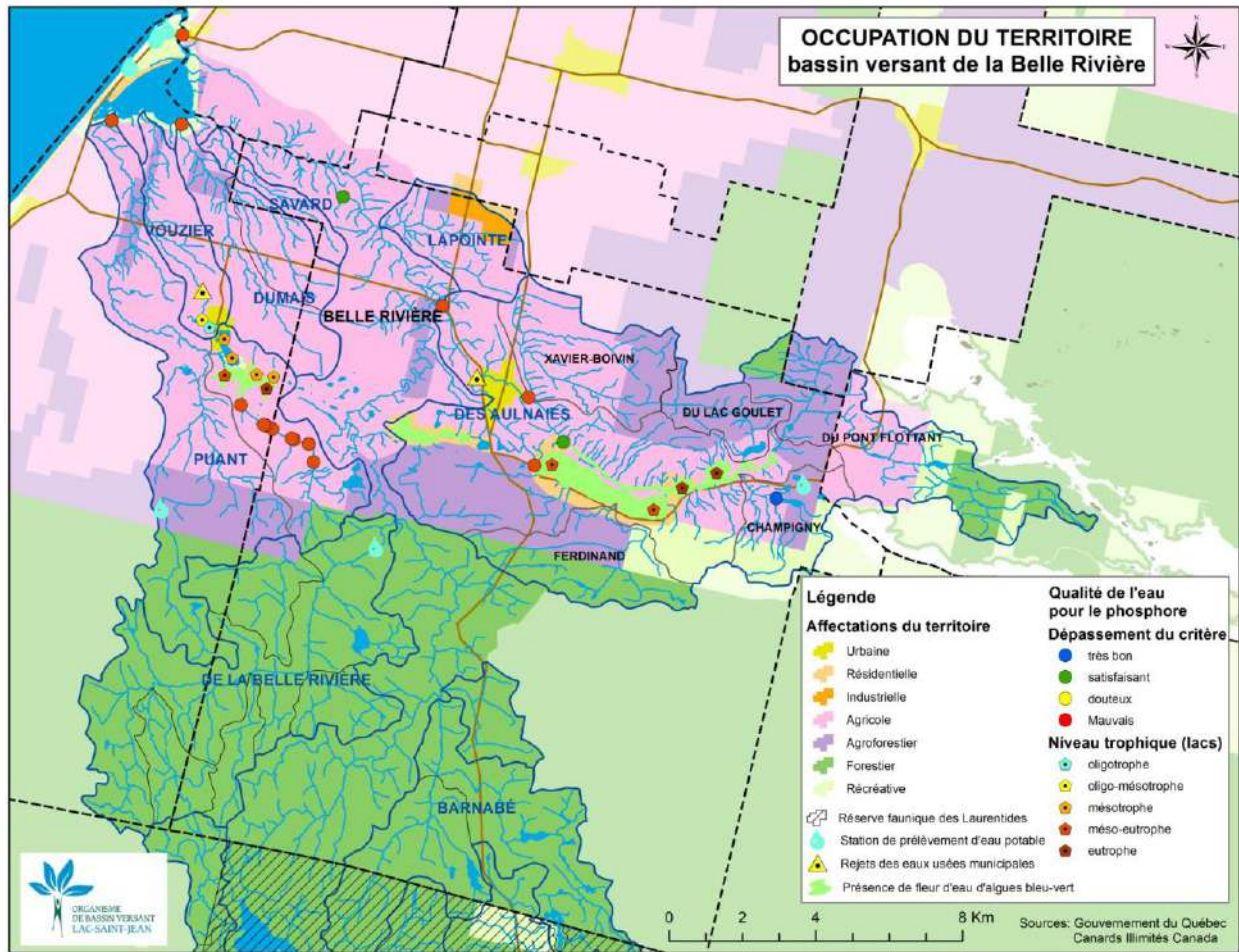 OCCUPATION DU TERRITOIRE
bassin versant de la Belle Rivière
N
SAVARD
VOUZIER
LAPOINTE
DUMAIS
BELLE RIVIÈRE
XAVIER-BOIVIN
DES AULNAIES
DU LAC GOULET
DU PONT FLOTTANT
PUANT
CHAMPIGNY
FERDINAND
DE LA BELLE RIVIÈRE
BARNABÉ
Légende
Affectations du territoire
Urbaine
Résidentielle
Industrielle
Agricole
Agroforestier
Forestier
Récréative
Réserve faunique des Laurentides
Station de prélèvement d'eau potable
Rejets des eaux usées municipales
Présence de fleur d'eau d'algues bleu-vert
Qualité de l'eau
pour le phosphore
Dépassement du critère
très bon
satisfaisant
douteux
Mauvais
Niveau trophique (lacs)
oligotrophe
oligo-mésotrophe
mésotrophe
méso-eutrophe
eutrophe
0 2 4 8 Km
Sources: Gouvernement du Québec
Canards Illimités Canada
ORGANISME
DE BASSIN VERSANT
LAC-SAINT-JEAN